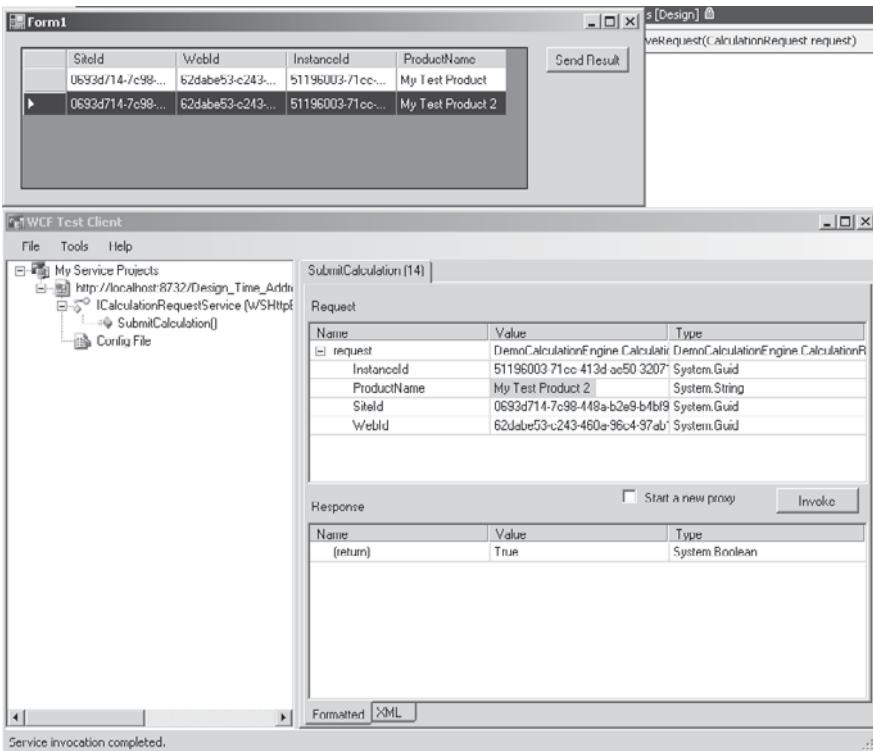 Form1
s [Design]
veRequest(CalculationRequest request)
SiteId WebId InstanceId ProductName
Send Result
0693d714-7c98-... 62dabe53-c243-... 51196003-71cc-... My Test Product
0693d714-7c98-... 62dabe53-c243-... 51196003-71cc-... My Test Product 2
WCF Test Client
File Tools Help
My Service Projects
http://localhost:8732/Design_Time_Addre
ICalculationRequestService (WSHttpB
SubmitCalculation()
Config File
SubmitCalculation (14)
Request
Name Value Type
request DemoCalculationEngine.Calculatic DemoCalculationEngine.CalculationR
InstanceId 51196003-71cc-413d-ae50-32071 System.Guid
ProductName My Test Product 2 System.String
SiteId 0693d714-7c98-448a-b2e9-b4bf9 System.Guid
WebId 62dabe53-c243-460a-96c4-97ab1 System.Guid
Start a new proxy Invoke
Response
Name Value Type
(return) True System.Boolean
Formatted XML
Service invocation completed.